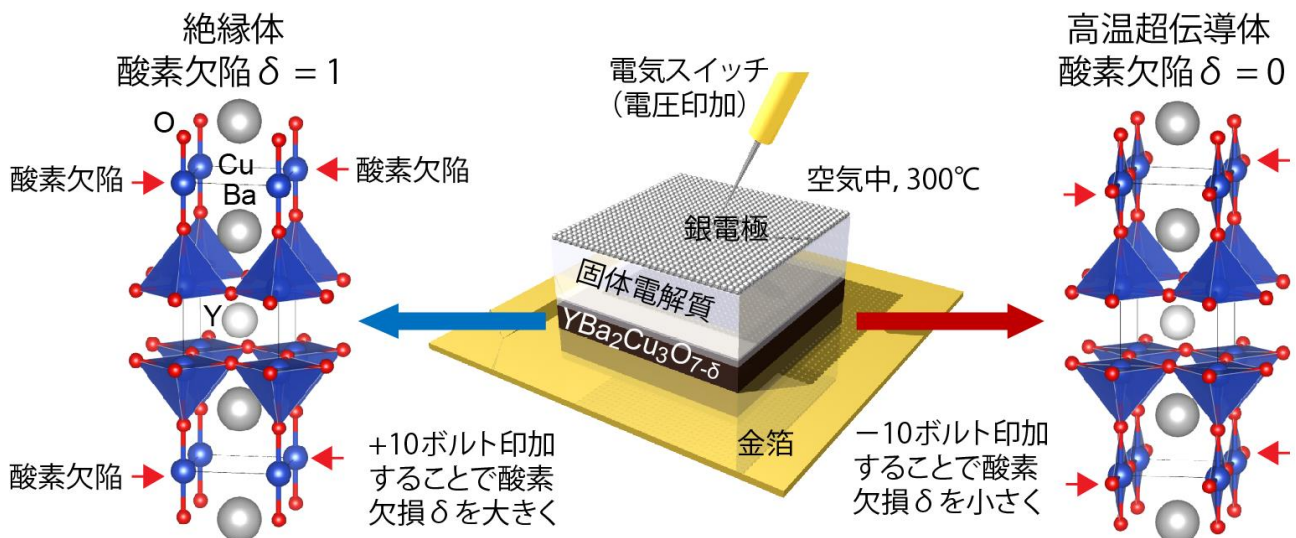 絶縁体
酸素欠陥δ = 1
O
Cu
Ba
酸素欠陥
酸素欠陥
Y
酸素欠陥
+10ボルト印加
することで酸素
欠損δを大きく
電気スイッチ
(電圧印加)
空気中, 300℃
銀電極
固体電解質
YBa₂Cu₃O₇₋δ
金箔
高温超伝導体
酸素欠陥δ = 0
−10ボルト印加
することで酸素
欠損δを小さく